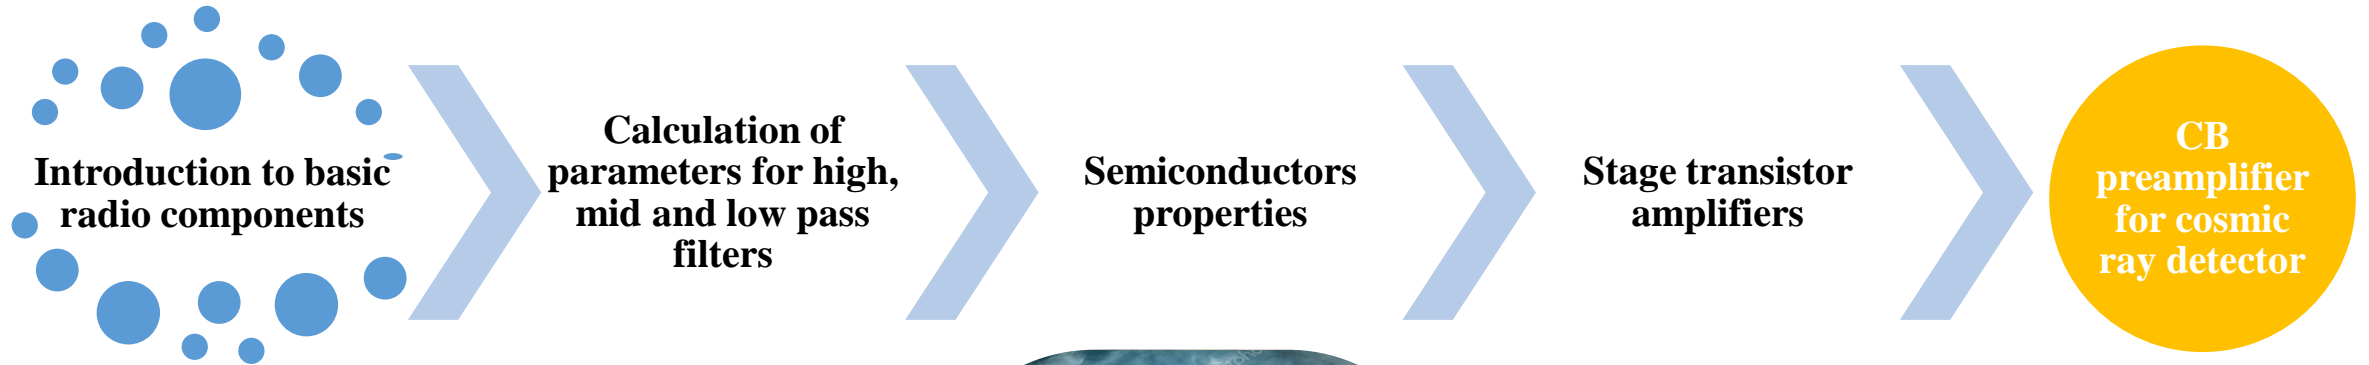 Introduction to basic
radio components
Calculation of
parameters for high,
mid and low pass
filters
Semiconductors
properties
Stage transistor
amplifiers
CB
preamplifier
for cosmic
ray detector